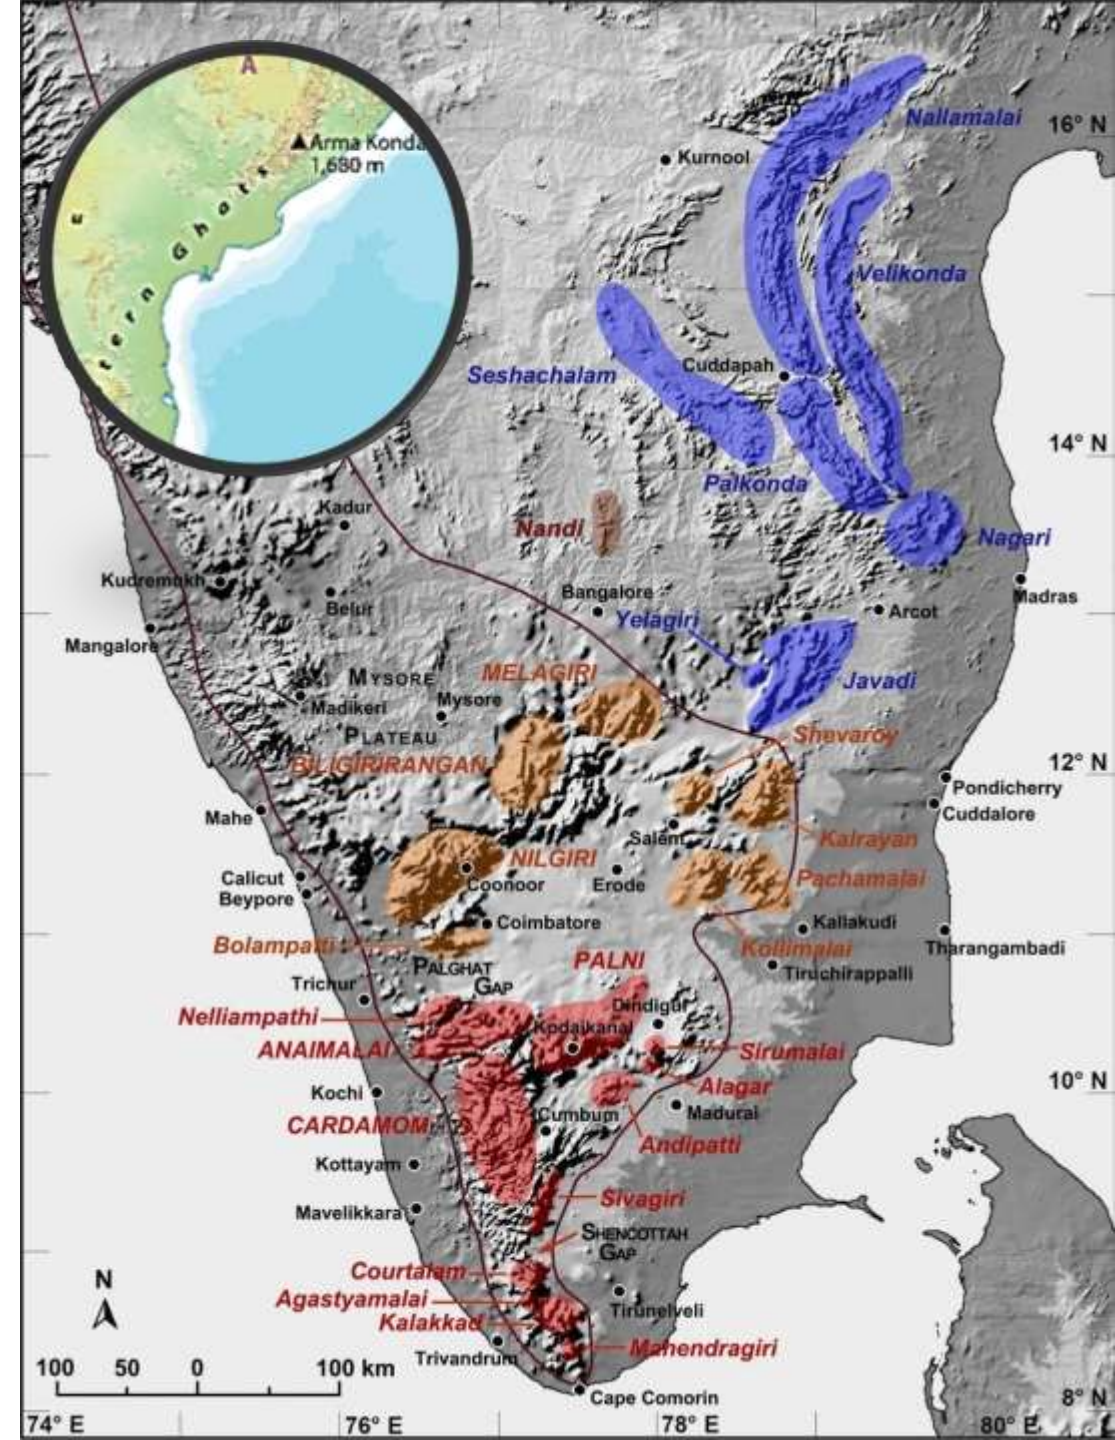 A
Arma Konda
1,680 m
u
tern Ghats
Nallamalai
16° N
Kurnool
Velikonda
Cuddapah
Seshachalam
14° N
Palkonda
Kadur
Nandi
Nagari
Kudremukh
Bangalore
Madras
Belur
Yelagiri
Arcot
Mangalore
MELAGIRI
MYSORE
Javadi
Mysore
Madikeri
PLATEAU
Shevaroy
BILIGIRIRANGAN
12° N
Pondicherry
Cuddalore
Mahe
Salem
Kalrayan
NILGIRI
Calicut
Coonoor
Erode
Pachamalai
Beypore
Coimbatore
Kallakudi
Bolampatti
Kollimalai
Tharangambadi
PALGHAT
GAP
PALNI
Tiruchirappalli
Trichur
Dindigul
Nelliampathi
Kodaikanal
ANAIMALAI
Sirumalai
10° N
Alagar
Kochi
Madurai
Cumbum
CARDAMOM
Andipatti
Kottayam
Sivagiri
Mavelikkara
SHENCOTTAH
GAP
Courtalam
N
Agastyamalai
Tirunelveli
Kalakkad
Mahendragiri
Trivandrum
100 50 0 100 km
Cape Comorin
8° N
74° E 76° E 78° E 80° E